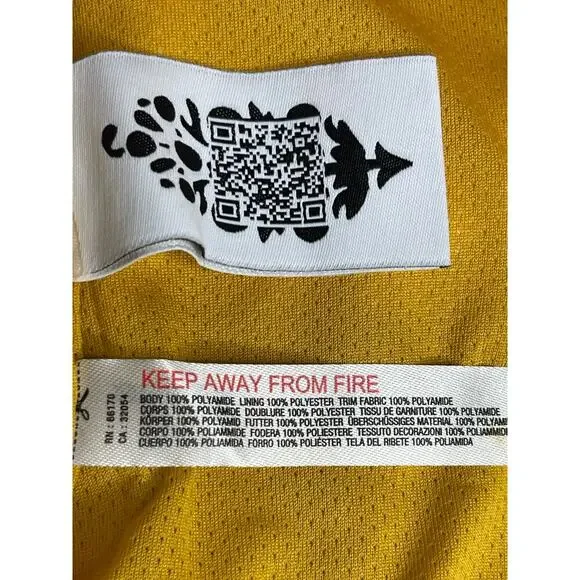 KEEP AWAY FROM FIRE
BODY 100% POLYAMIDE LINING 100% POLYESTER TRIM FABRIC 100% POLYAMIDE
CORPS 100% POLYAMIDE DOUBLURE 100% POLYESTER TISSU DE GARNITURE 100% POLYAMIDE
KÖRPER 100% POLYAMID FUTTER 100% POLYESTER ÜBERSCHÜSSIGES MATERIAL 100% POLYAMI
CORPO 100% POLIAMMIDE FODERA 100% POLIESTERE TESSUTO DECORAZIONI 100% POLIAMMID
CUERPO 100% POLIAMIDA FORRO 100% POLIÉSTER TELA DEL RIBETE 100% POLIAMIDA
RN : 66170
CA : 32054